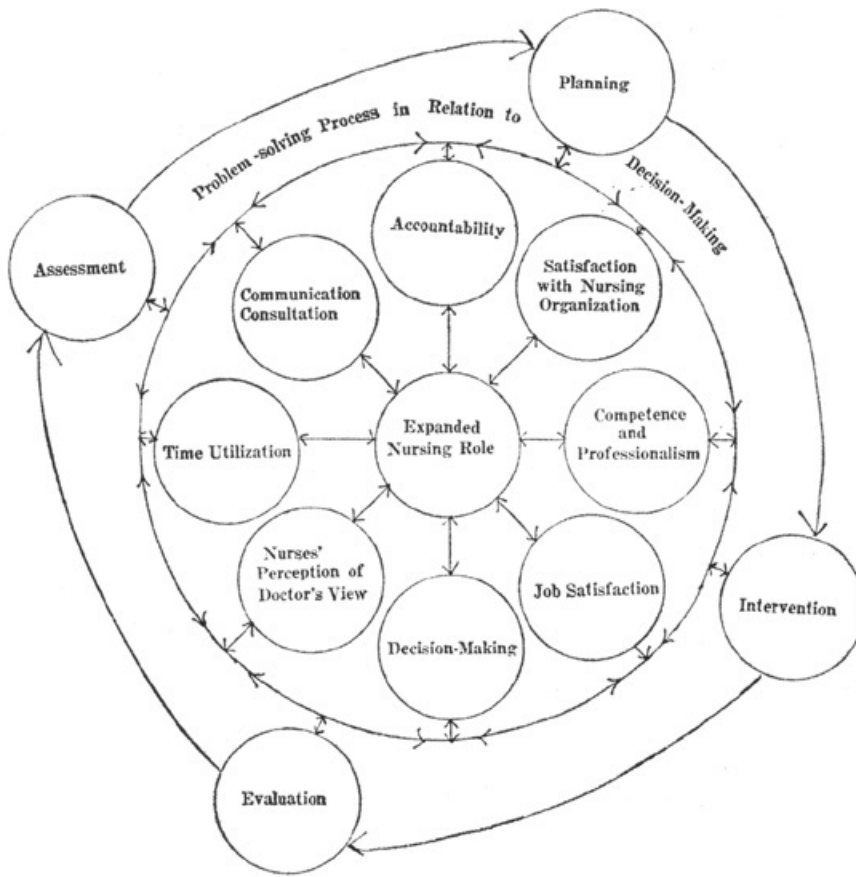 Planning
Problem-solving Process in Relation to
Decision-Making
Assessment
Accountability
Communication
Consultation
Satisfaction
with Nursing
Organization
Time Utilization
Expanded
Nursing Role
Competence
and
Professionalism
Nurses'
Perception of
Doctor's View
Decision-Making
Job Satisfaction
Intervention
Evaluation